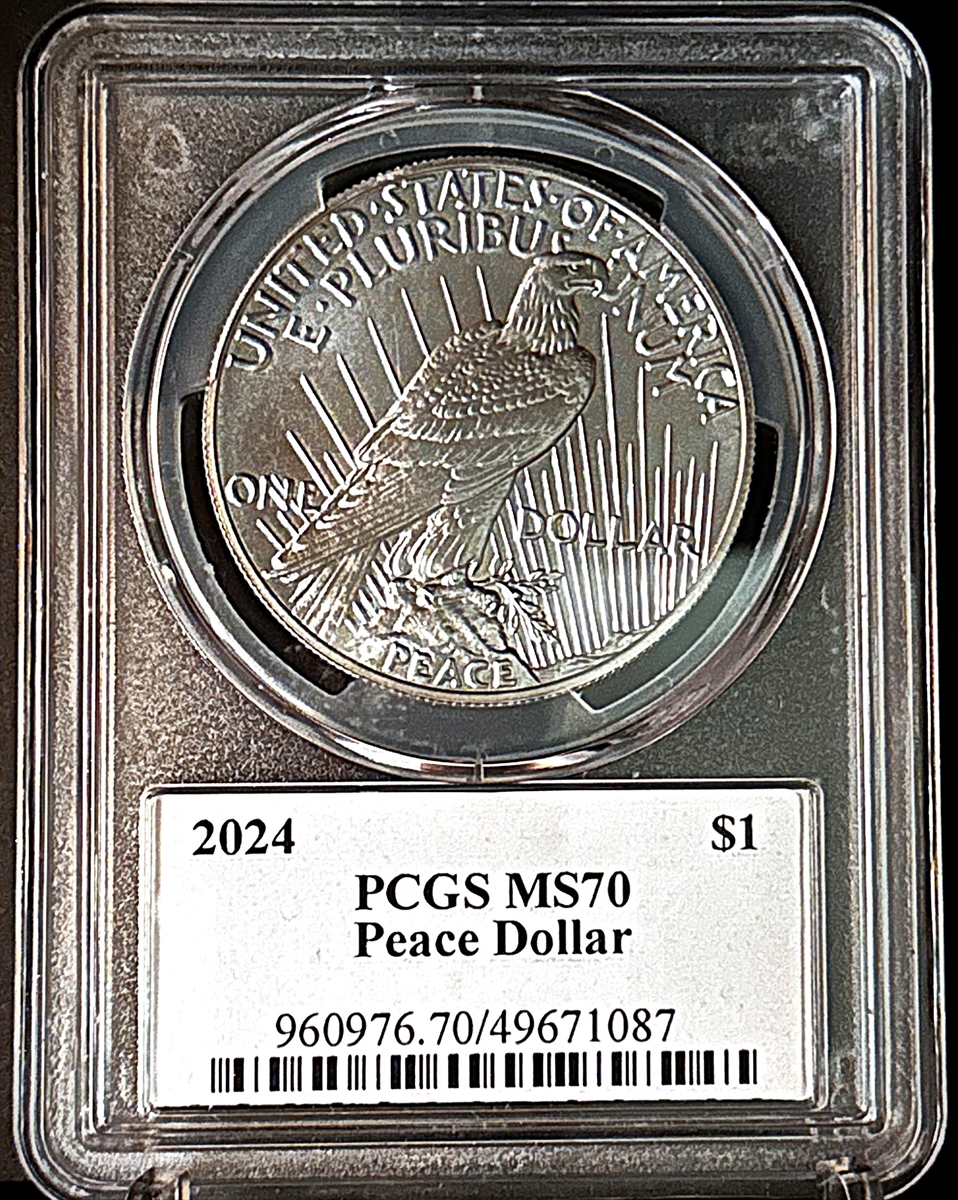 UNITED·STATES·OF·AMERICA
E·PLURIBUS UNUM
ONE DOLLAR
PEACE
2024 $1
PCGS MS70
Peace Dollar
960976.70/49671087